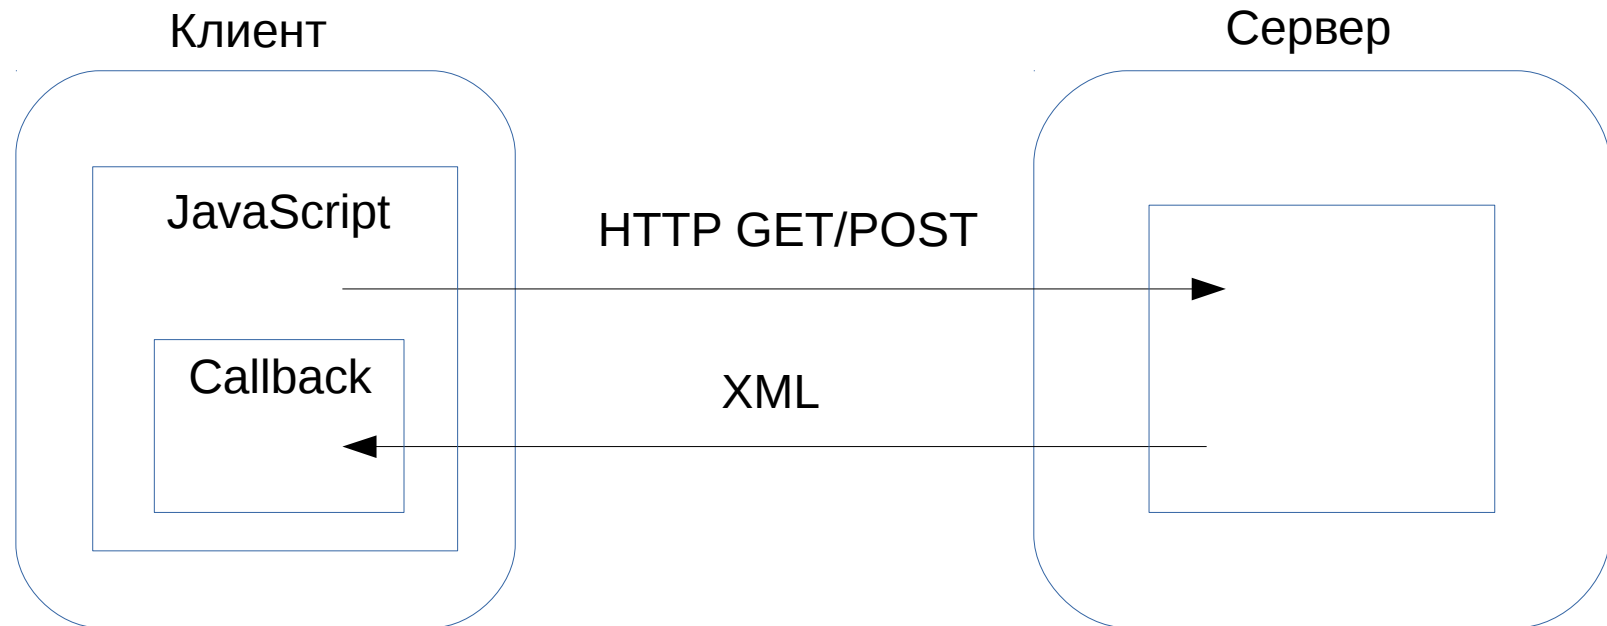 Клиент
Сервер
JavaScript
HTTP GET/POST
Callback
XML